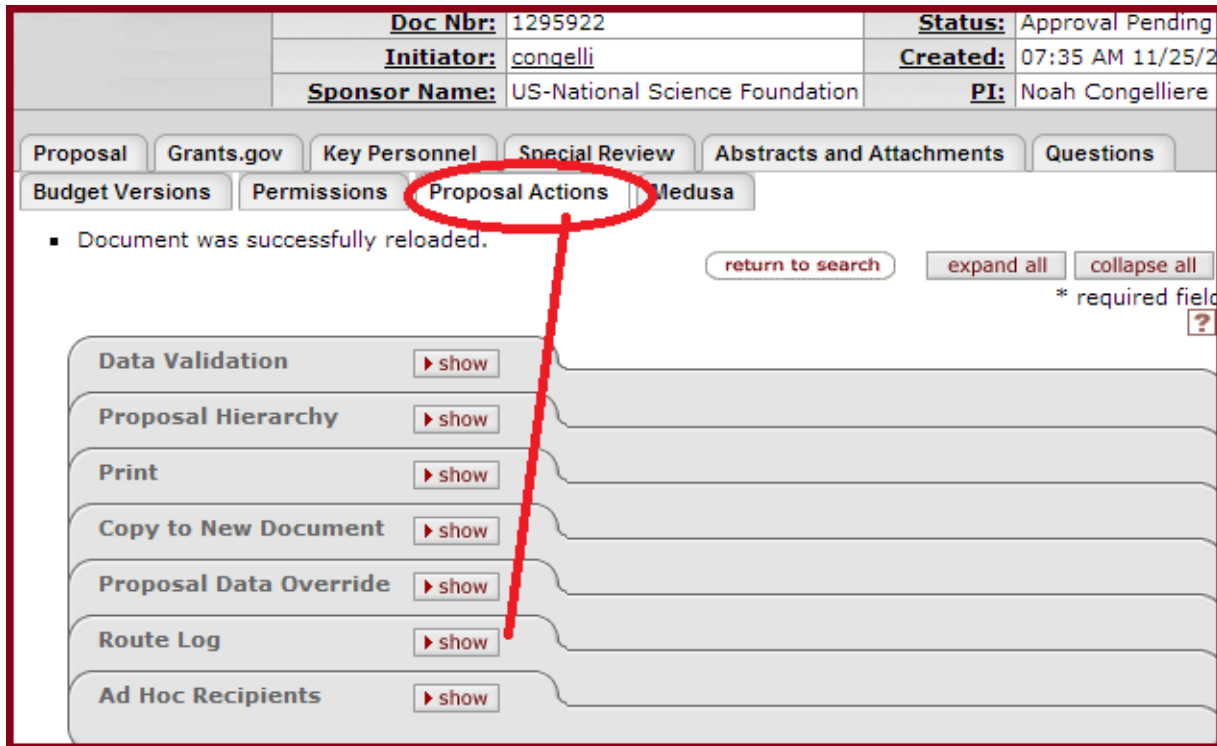 Doc Nbr: 1295922 Status: Approval Pending
Initiator: congelli Created: 07:35 AM 11/25/2
Sponsor Name: US-National Science Foundation PI: Noah Congelliere
Proposal Grants.gov Key Personnel Special Review Abstracts and Attachments Questions
Budget Versions Permissions Proposal Actions Medusa
Document was successfully reloaded.
return to search expand all collapse all
* required field
?
Data Validation show
Proposal Hierarchy show
Print show
Copy to New Document show
Proposal Data Override show
Route Log show
Ad Hoc Recipients show